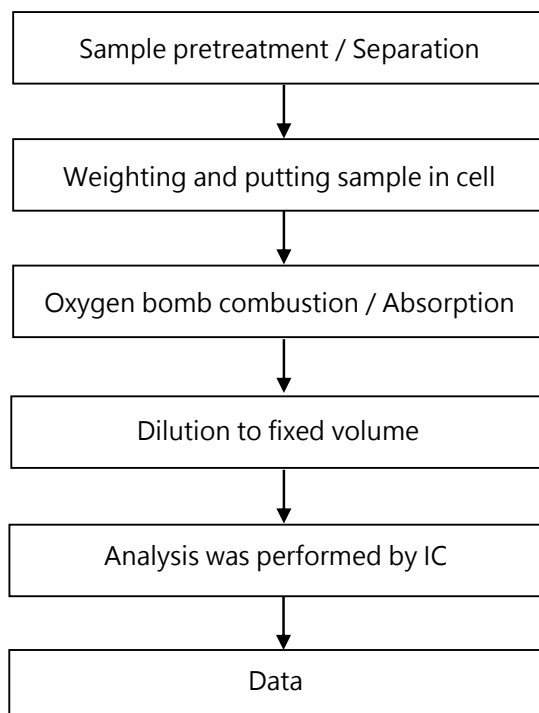 Sample pretreatment / Separation
Weighting and putting sample in cell
Oxygen bomb combustion / Absorption
Dilution to fixed volume
Analysis was performed by IC
Data